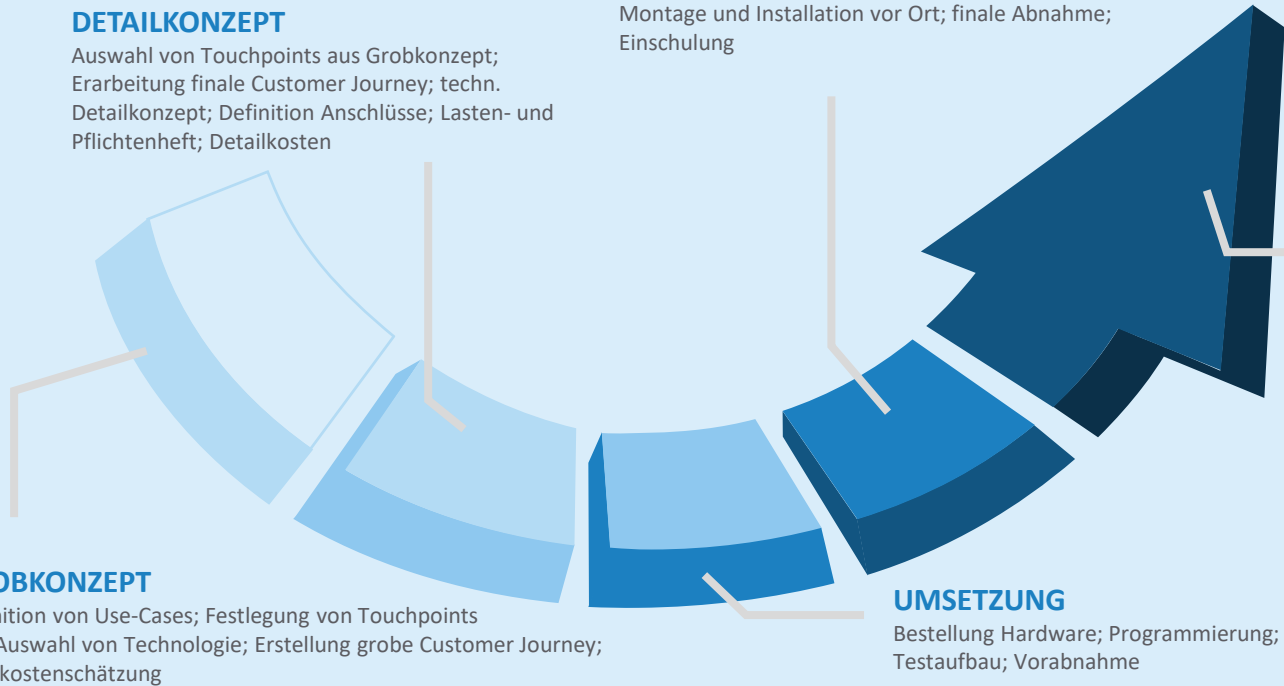 DETAILKONZEPT
Auswahl von Touchpoints aus Grobkonzept;
Erarbeitung finale Customer Journey; techn.
Detailkonzept; Definition Anschlüsse; Lasten- und
Pflichtenheft; Detailkosten
Montage und Installation vor Ort; finale Abnahme;
Einschulung
OBKONZEPT
ition von Use-Cases; Festlegung von Touchpoints
Auswahl von Technologie; Erstellung grobe Customer Journey;
kostenschätzung
UMSETZUNG
Bestellung Hardware; Programmierung;
Testaufbau; Vorabnahme